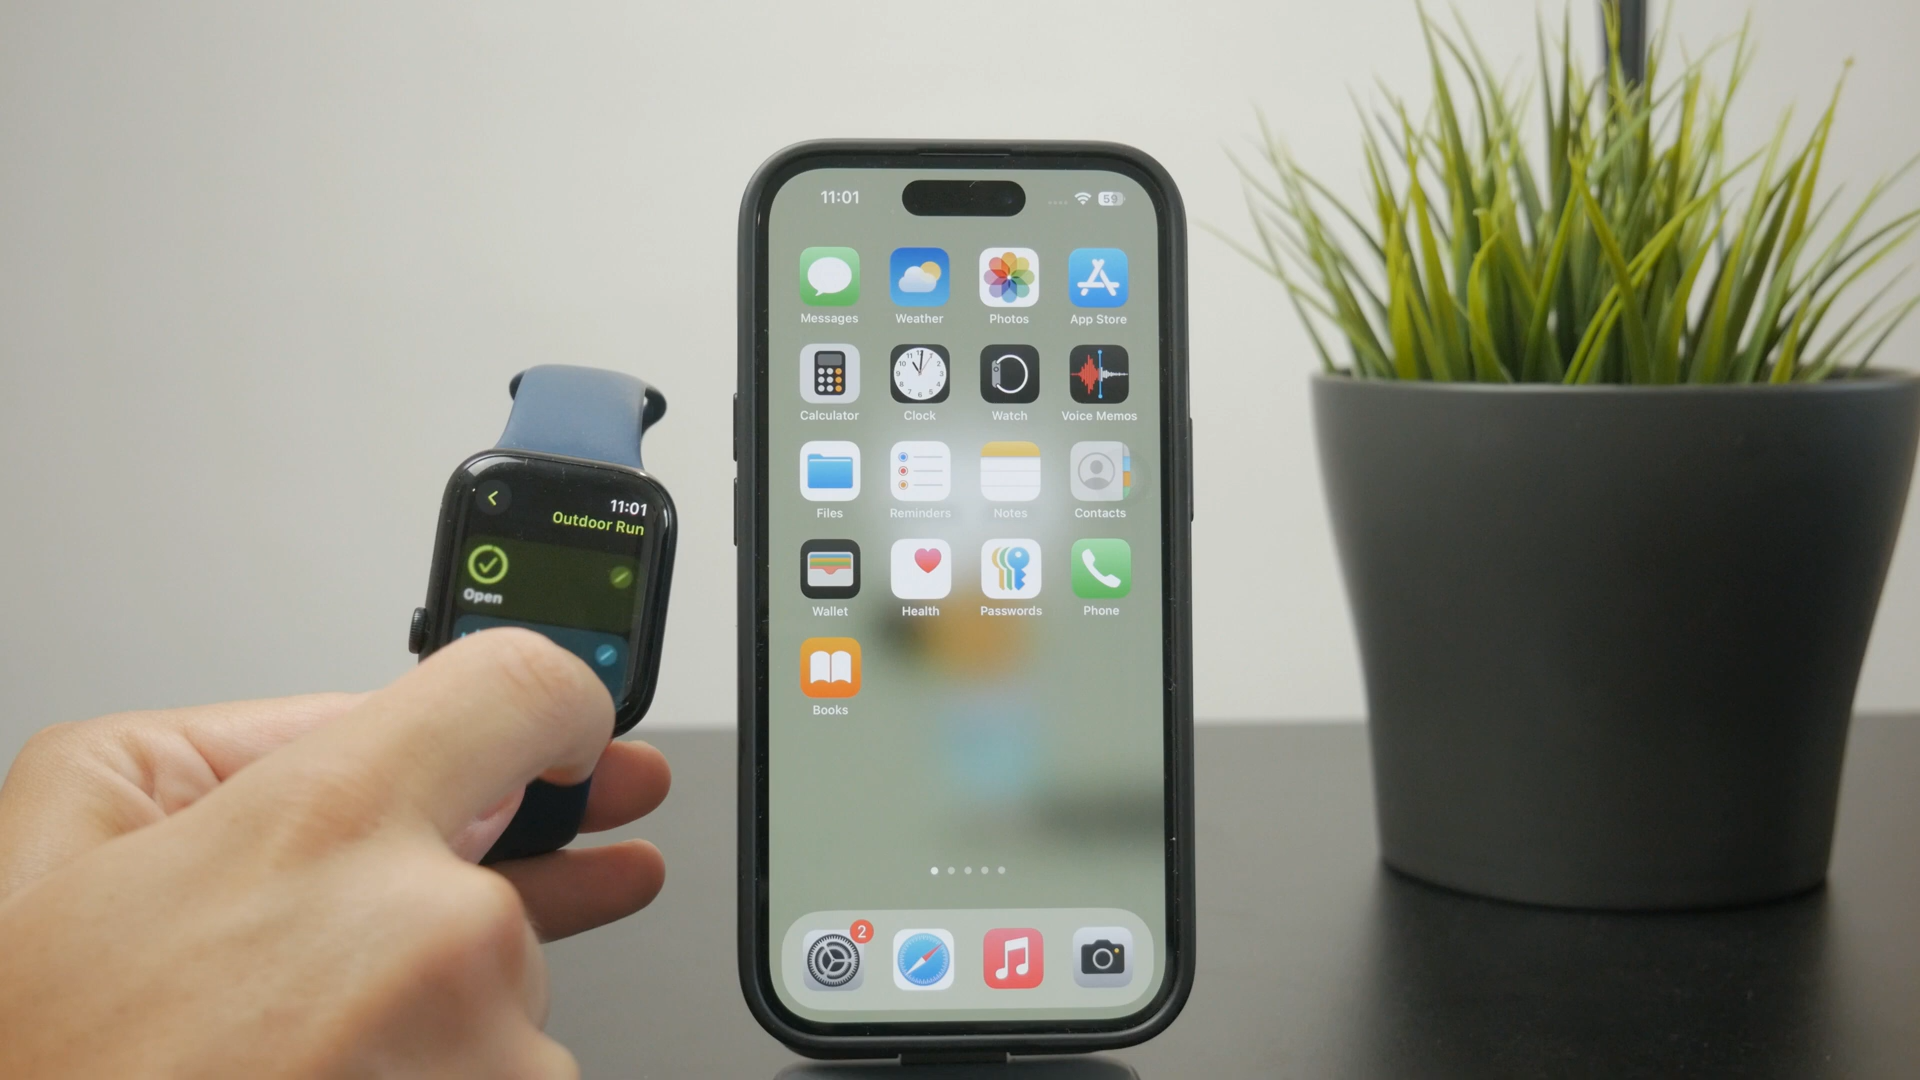 11:01
Outdoor Run
Open
11:01
59
Messages
Weather
Photos
App Store
Calculator
Clock
Watch
Voice Memos
Files
Reminders
Notes
Contacts
Wallet
Health
Passwords
Phone
Books
2